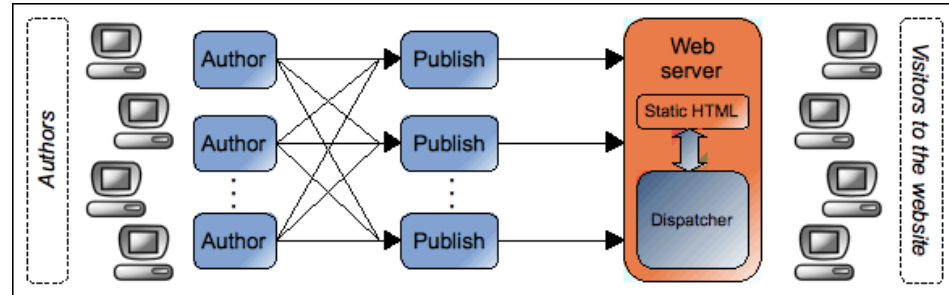 Authors
Author
Publish
Author
Publish
Author
Publish
Web
server
Static HTML
Dispatcher
Visitors to the website